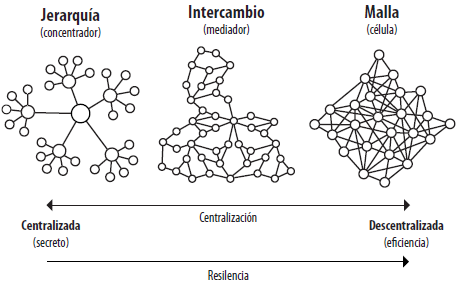 Jerarquía
(concentrador)
Intercambio
(mediador)
Malla
(célula)
Centralización
Centralizada
(secreto)
Descentralizada
(eficiencia)
Resilencia